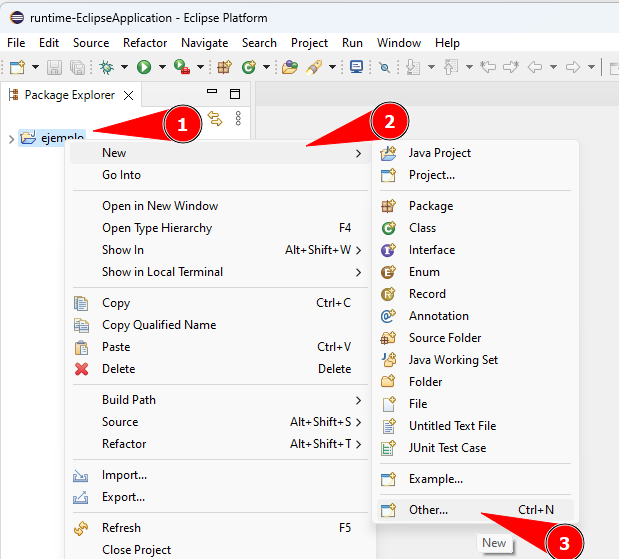 runtime-EclipseApplication - Eclipse Platform
File Edit Source Refactor Navigate Search Project Run Window Help
Package Explorer
1
2
ejemplo
New
Go Into
Open in New Window
Open Type Hierarchy F4
Show In Alt+Shift+W
Show in Local Terminal
Copy Ctrl+C
Copy Qualified Name
Paste Ctrl+V
Delete Delete
Build Path
Source Alt+Shift+S
Refactor Alt+Shift+T
Import...
Export...
Refresh F5
Close Project
Java Project
Project...
Package
Class
Interface
Enum
Record
Annotation
Source Folder
Java Working Set
Folder
File
Untitled Text File
JUnit Test Case
Example...
Other... Ctrl+N
New
3